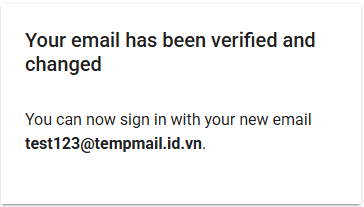 Your email has been verified and
changed
You can now sign in with your new email
test123@tempmail.id.vn.